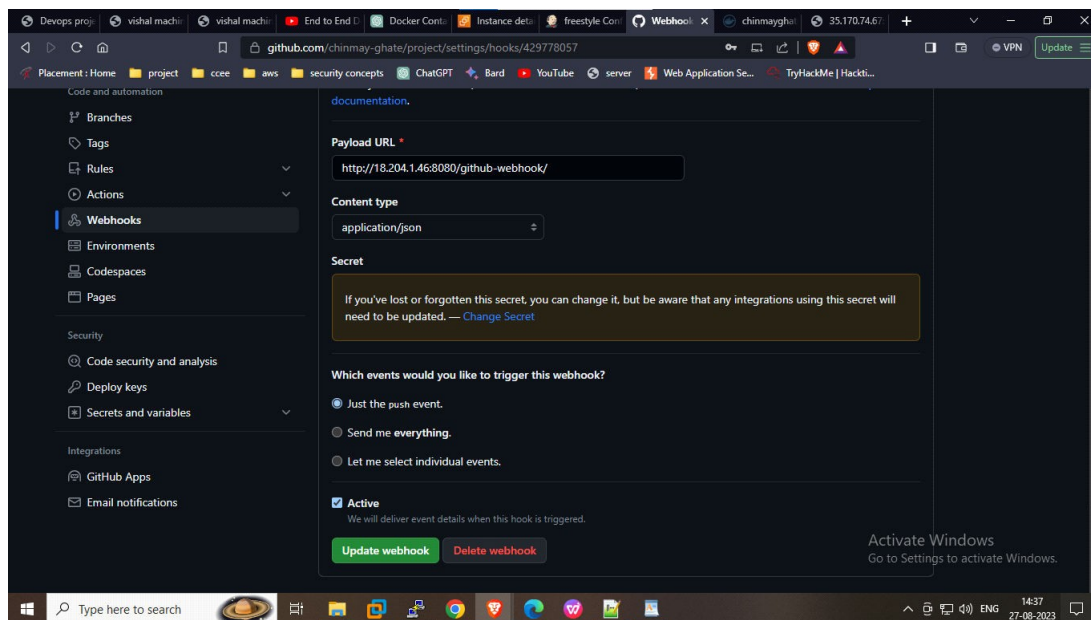 Devops proje
vishal machin
vishal machin
End to End D
Docker Conta
Instance deta
freestyle Conf
Webhook
chinmayghat
35.170.74.67:
github.com/chinmay-ghate/project/settings/hooks/429778057
VPN
Update
Placement : Home
project
ccee
aws
security concepts
ChatGPT
Bard
YouTube
server
Web Application Se...
TryHackMe | Hackti...
Code and automation
Branches
Tags
Rules
Actions
Webhooks
Environments
Codespaces
Pages
Security
Code security and analysis
Deploy keys
Secrets and variables
Integrations
GitHub Apps
Email notifications
documentation.
Payload URL *
http://18.204.1.46:8080/github-webhook/
Content type
application/json
Secret
If you've lost or forgotten this secret, you can change it, but be aware that any integrations using this secret will
need to be updated. — Change Secret
Which events would you like to trigger this webhook?
Just the push event.
Send me everything.
Let me select individual events.
Active
We will deliver event details when this hook is triggered.
Update webhook
Delete webhook
Activate Windows
Go to Settings to activate Windows.
Type here to search
ENG
14:37
27-08-2023